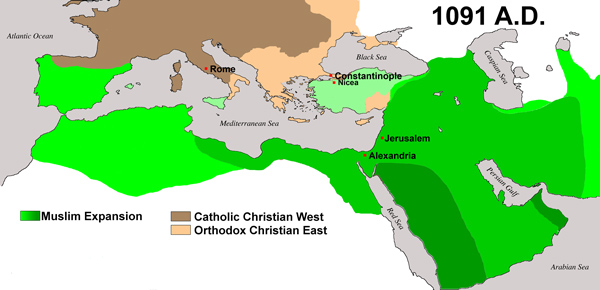 1091 A.D.
Atlantic Ocean
Black Sea
Caspian Sea
Rome
Constantinople
Nicea
Mediterranean Sea
Jerusalem
Alexandria
Persian Gulf
Red Sea
Muslim Expansion
Catholic Christian West
Orthodox Christian East
Arabian Sea